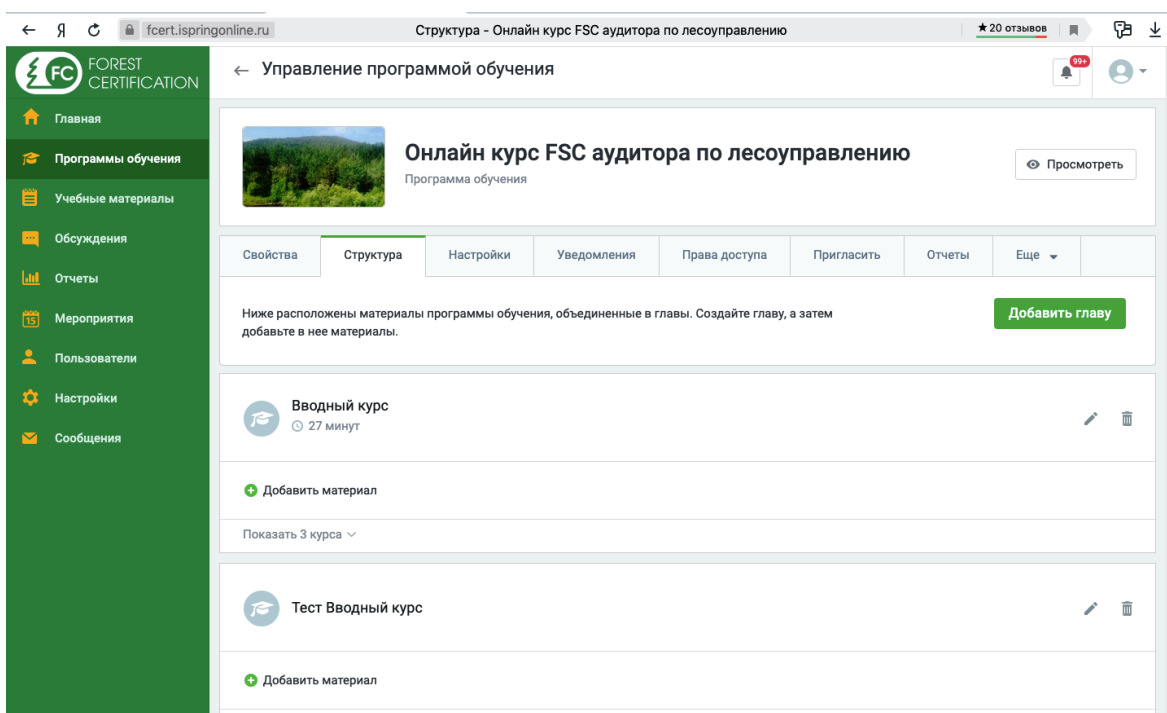 Я
fcert.ispringonline.ru
Структура - Онлайн курс FSC аудитора по лесоуправлению
★20 отзывов
FC
FOREST
CERTIFICATION
← Управление программой обучения
99+
Главная
Программы обучения
Учебные материалы
Обсуждения
Отчеты
15
Мероприятия
Пользователи
Настройки
Сообщения
Онлайн курс FSC аудитора по лесоуправлению
Программа обучения
Просмотреть
Свойства
Структура
Настройки
Уведомления
Права доступа
Пригласить
Отчеты
Еще
Ниже расположены материалы программы обучения, объединенные в главы. Создайте главу, а затем
добавьте в нее материалы.
Добавить главу
Вводный курс
27 минут
Добавить материал
Показать 3 курса
Тест Вводный курс
Добавить материал